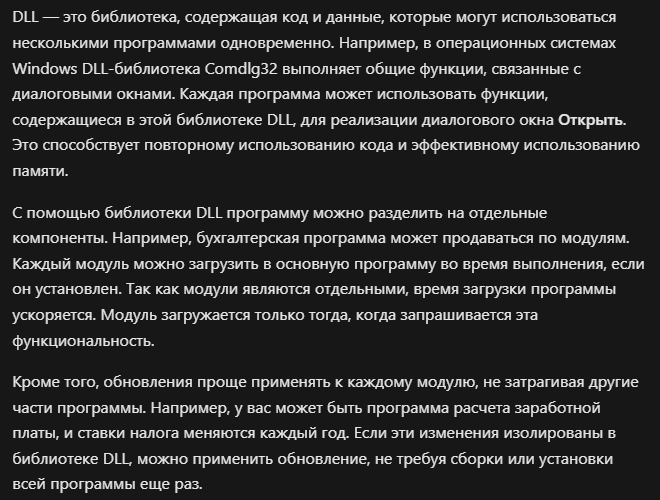 DLL — это библиотека, содержащая код и данные, которые могут использоваться
несколькими программами одновременно. Например, в операционных системах
Windows DLL-библиотека Comdlg32 выполняет общие функции, связанные с
диалоговыми окнами. Каждая программа может использовать функции,
содержащиеся в этой библиотеке DLL, для реализации диалогового окна Открыть.
Это способствует повторному использованию кода и эффективному использованию
памяти.
С помощью библиотеки DLL программу можно разделить на отдельные
компоненты. Например, бухгалтерская программа может продаваться по модулям.
Каждый модуль можно загрузить в основную программу во время выполнения, если
он установлен. Так как модули являются отдельными, время загрузки программы
ускоряется. Модуль загружается только тогда, когда запрашивается эта
функциональность.
Кроме того, обновления проще применять к каждому модулю, не затрагивая другие
части программы. Например, у вас может быть программа расчета заработной
платы, и ставки налога меняются каждый год. Если эти изменения изолированы в
библиотеке DLL, можно применить обновление, не требуя сборки или установки
всей программы еще раз.